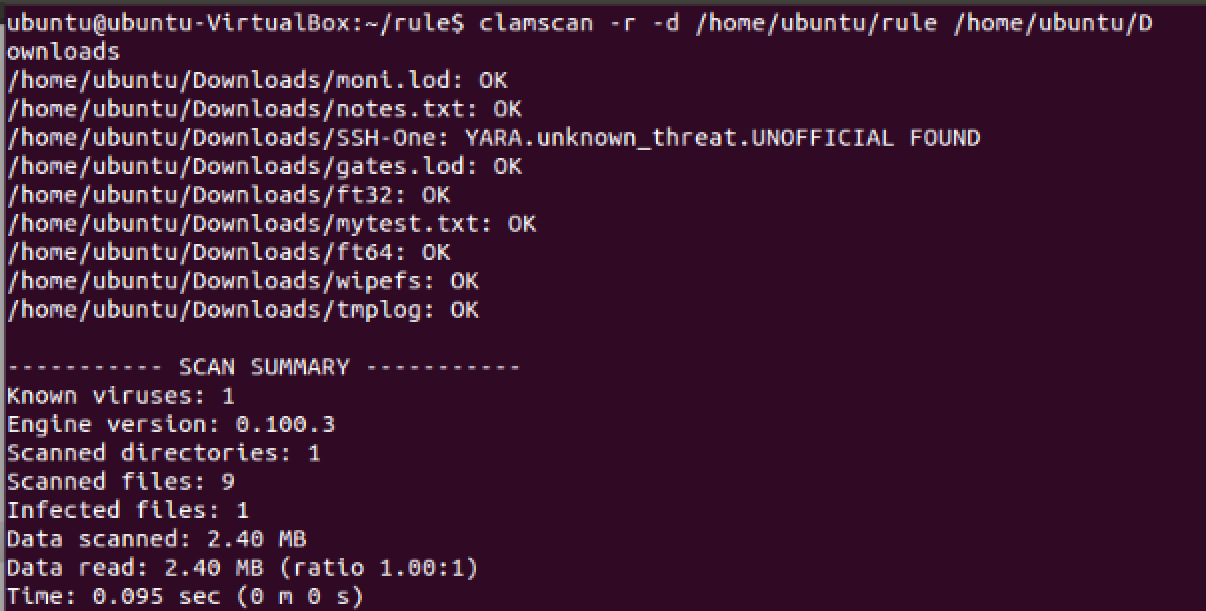 ubuntu@ubuntu-VirtualBox:~/rule$ clamscan -r -d /home/ubuntu/rule /home/ubuntu/D
ownloads
/home/ubuntu/Downloads/moni.lod: OK
/home/ubuntu/Downloads/notes.txt: OK
/home/ubuntu/Downloads/SSH-One: YARA.unknown_threat.UNOFFICIAL FOUND
/home/ubuntu/Downloads/gates.lod: OK
/home/ubuntu/Downloads/ft32: OK
/home/ubuntu/Downloads/mytest.txt: OK
/home/ubuntu/Downloads/ft64: OK
/home/ubuntu/Downloads/wipefs: OK
/home/ubuntu/Downloads/tmplog: OK

----------- SCAN SUMMARY -----------
Known viruses: 1
Engine version: 0.100.3
Scanned directories: 1
Scanned files: 9
Infected files: 1
Data scanned: 2.40 MB
Data read: 2.40 MB (ratio 1.00:1)
Time: 0.095 sec (0 m 0 s)